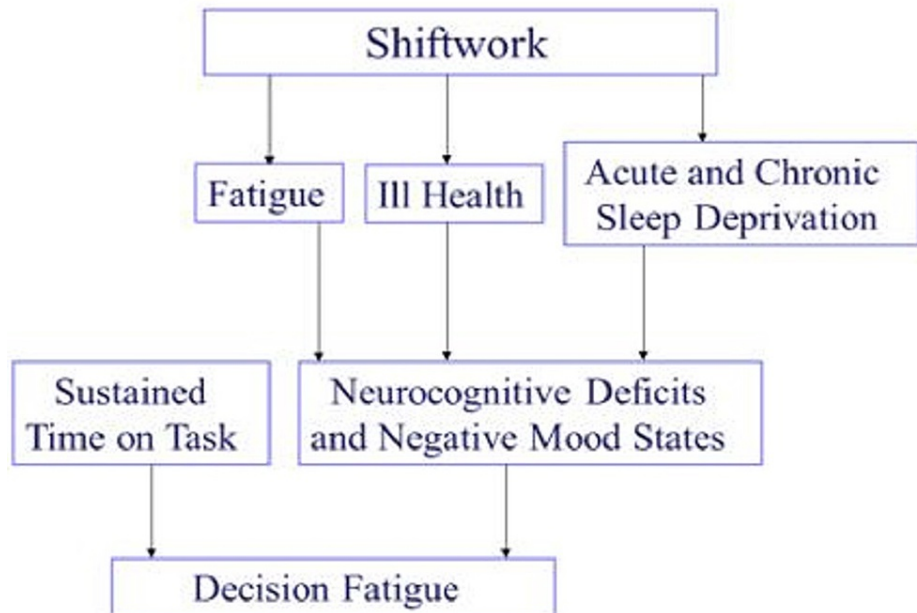 Shiftwork
Fatigue
Ill Health
Acute and Chronic
Sleep Deprivation
Sustained
Time on Task
Neurocognitive Deficits
and Negative Mood States
Decision Fatigue